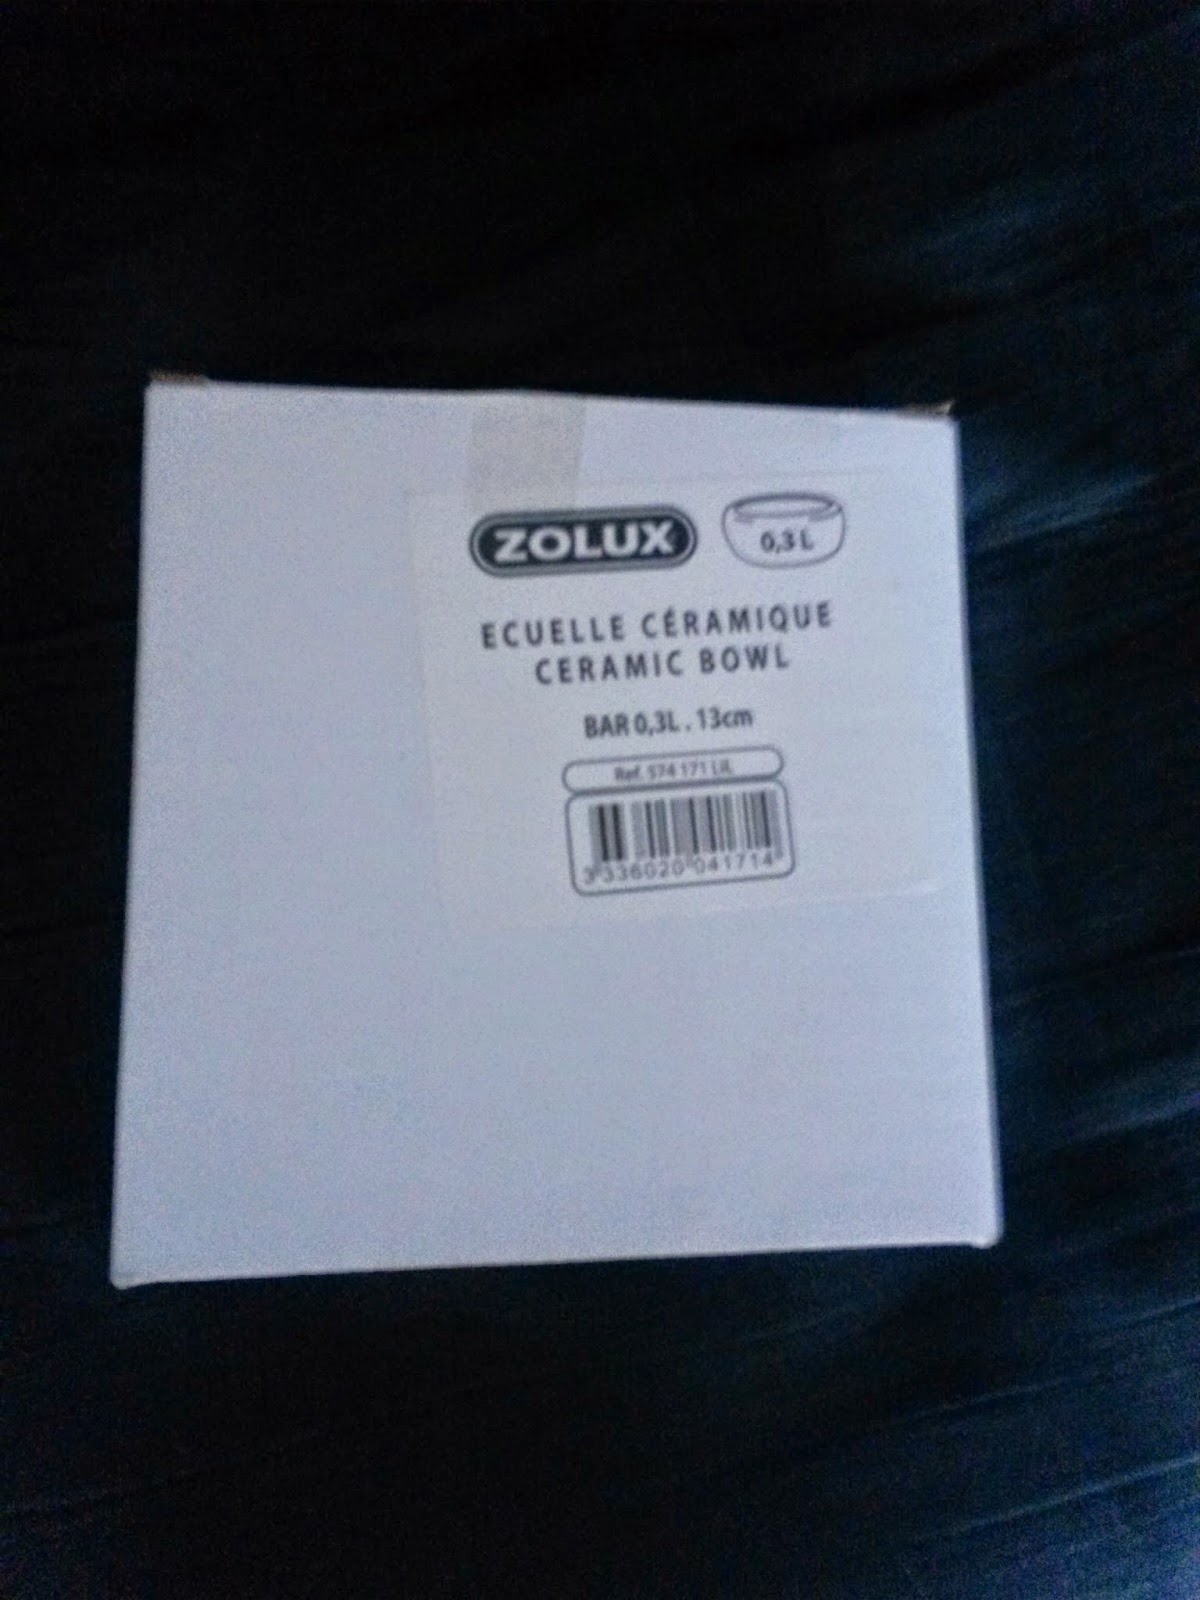 ZOLUX
0,3 L
ECUELLE CÉRAMIQUE
CERAMIC BOWL
BAR 0,3L . 13cm
Ref. 574 171 LIL
3 336020 041714